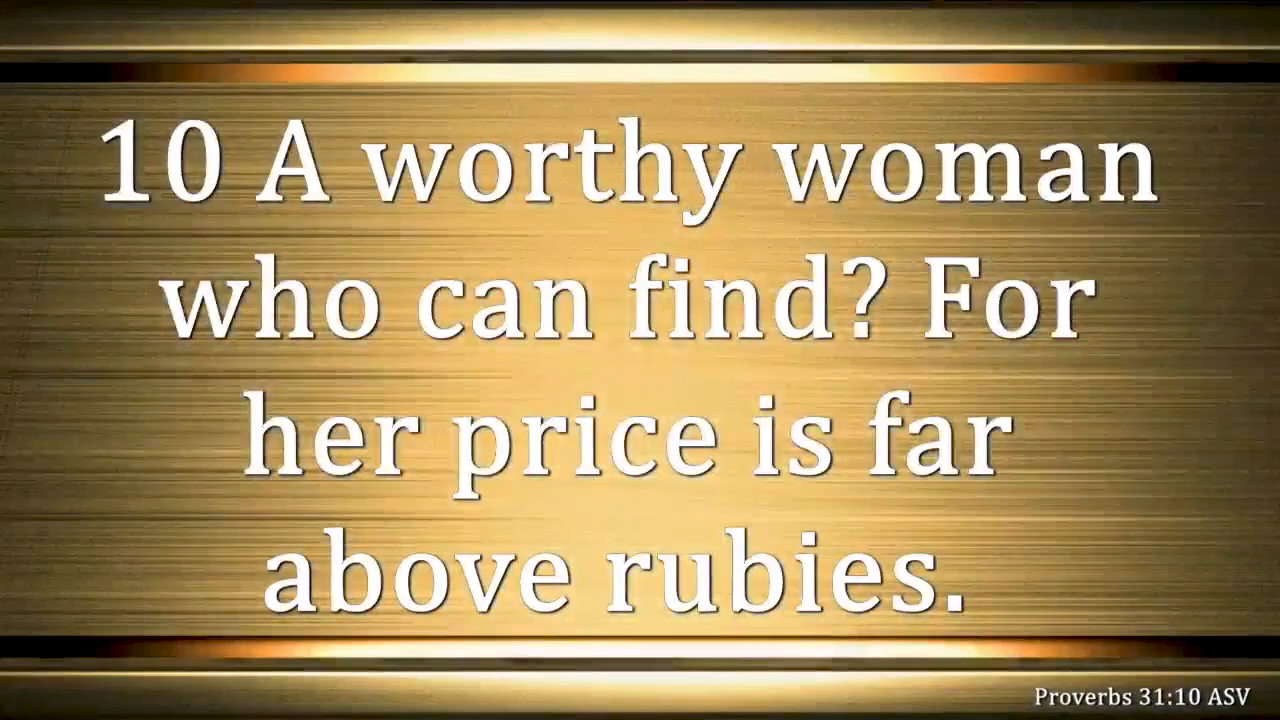 10 A worthy woman
who can find? For
her price is far
above rubies.
Proverbs 31:10 ASV